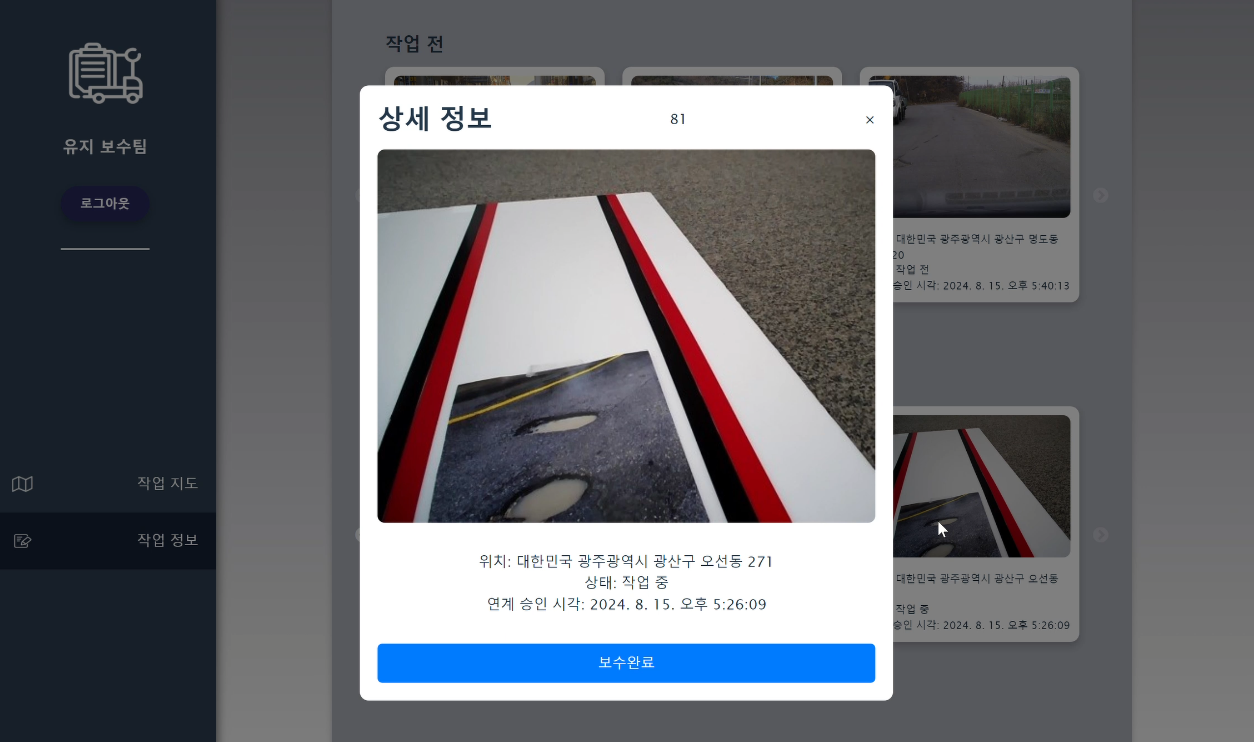 유지 보수팀
로그아웃
작업 지도
작업 정보
작업 전
상세 정보
81
×
위치: 대한민국 광주광역시 광산구 오선동 271
상태: 작업 중
연계 승인 시각: 2024. 8. 15. 오후 5:26:09
보수완료
대한민국 광주광역시 광산구 명도동
20
작업 전
승인 시각: 2024. 8. 15. 오후 5:40:13
대한민국 광주광역시 광산구 오선동
작업 중
승인 시각: 2024. 8. 15. 오후 5:26:09